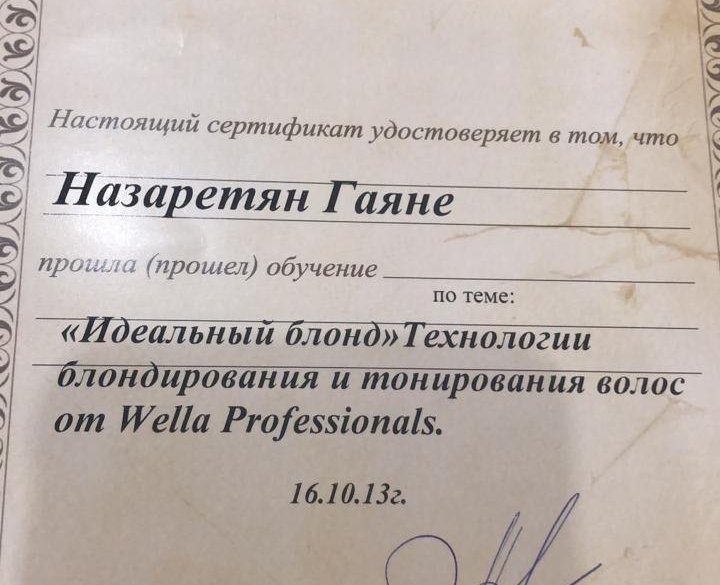 Настоящий сертификат удостоверяет в том, что
Назаретян Гаяне
прошла (прошел) обучение
по теме:
«Идеальный блонд»Технологии
блондирования и тонирования волос
от Wella Professionals.
16.10.13г.